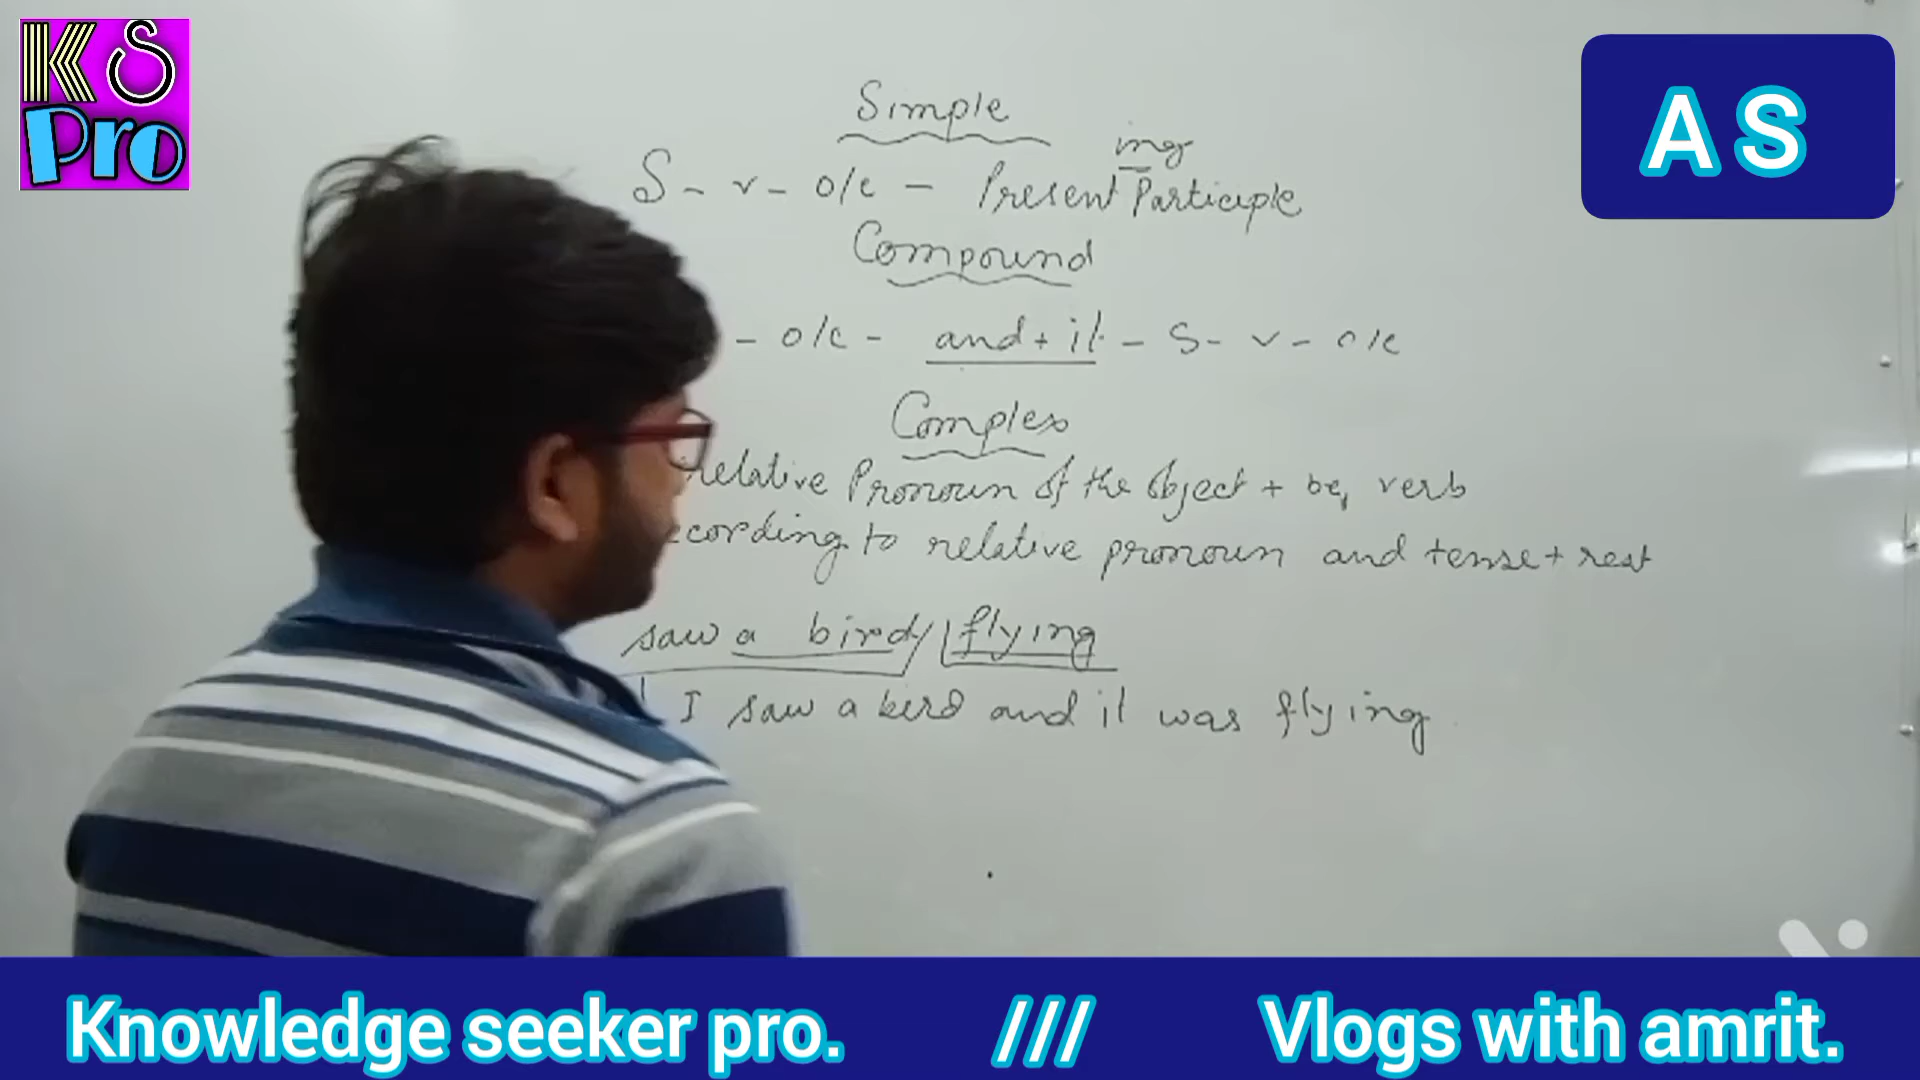 KS
Pro
AS
Simple
ing
S - v - o/c - Present Participle
Compound
- o/c - and + it - S - v - o/c
Complex
relative Pronoun of the object + be, verb
cording to relative pronoun and tense + rest
saw a bird / flying
I saw a bird and it was flying
Knowledge seeker pro. /// Vlogs with amrit.